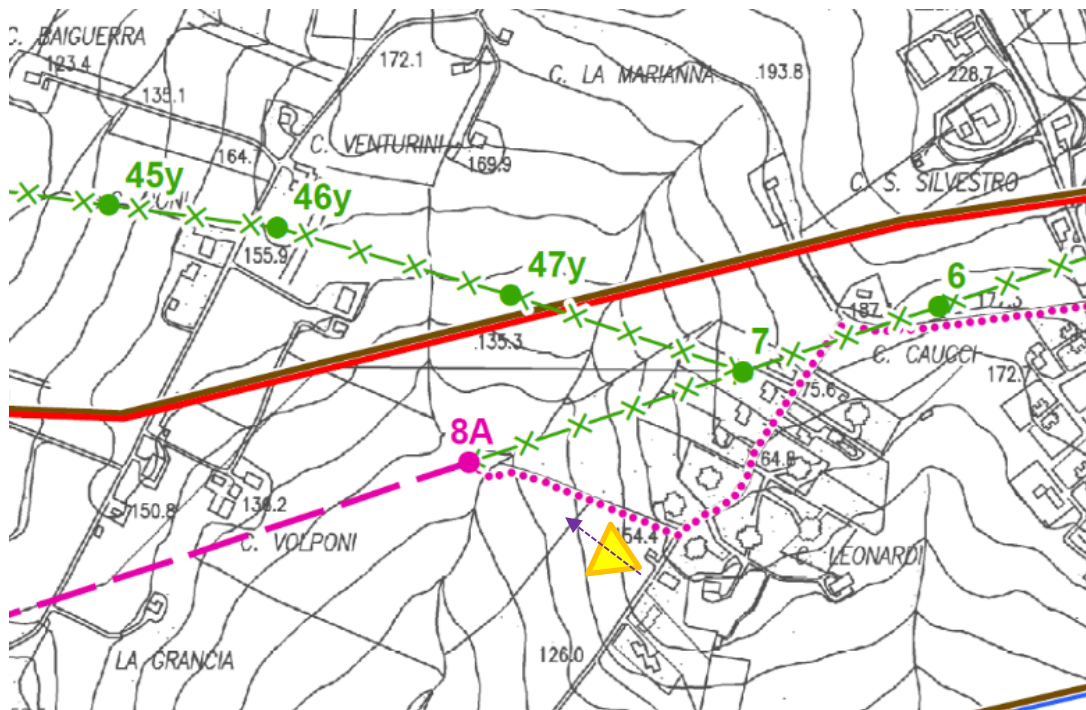 C. BAIGUERRA
123.4
135.1
172.1
C. LA MARIANNA
193.8
228,7
C. VENTURINI
164.7
169.9
C. S. SILVESTRO
45y
46y
155.9
47y
6
135.3
7
187
C. CAUCCI
172.7
75.6
8A
64.8
150.8
138.2
C. VOLPONI
154.4
C. LEONARDI
LA GRANCIA
126.0